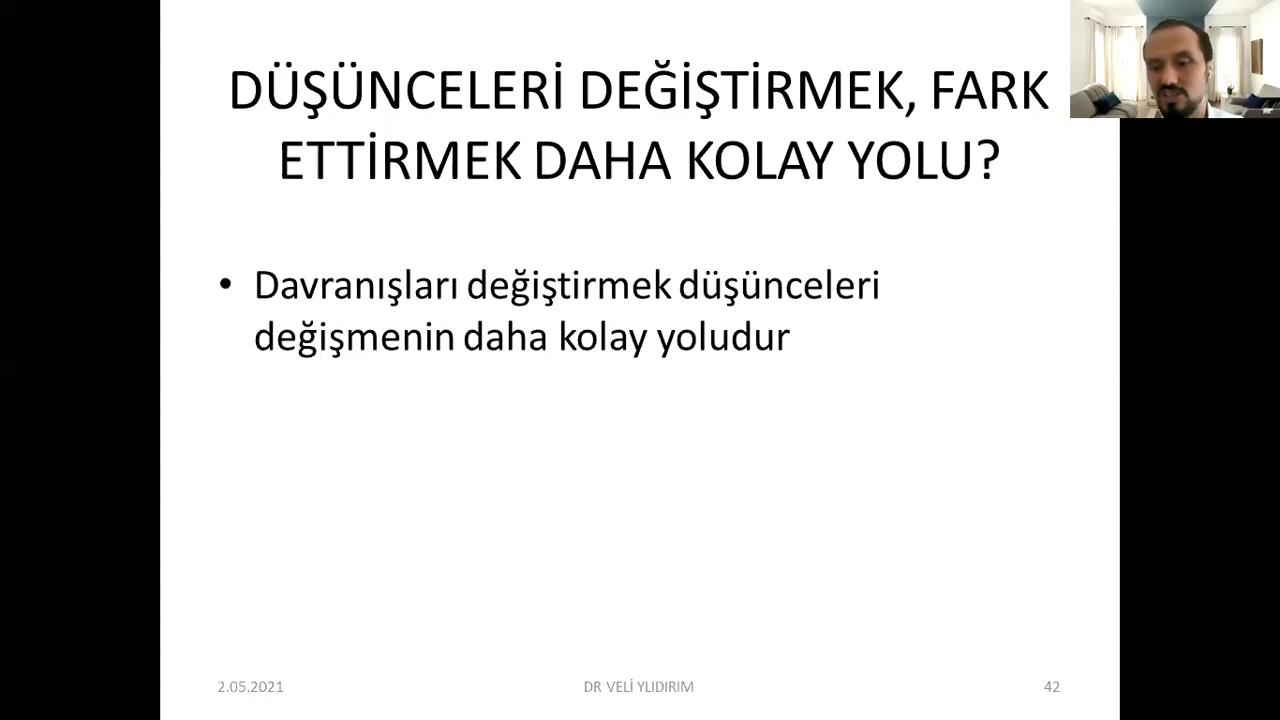 DÜŞÜNCELERİ DEĞİŞTİRMEK, FARK
ETTİRMEK DAHA KOLAY YOLU?
• Davranışları değiştirmek düşünceleri
değişmenin daha kolay yoludur
2.05.2021
DR VELİ YLIDIRIM
42